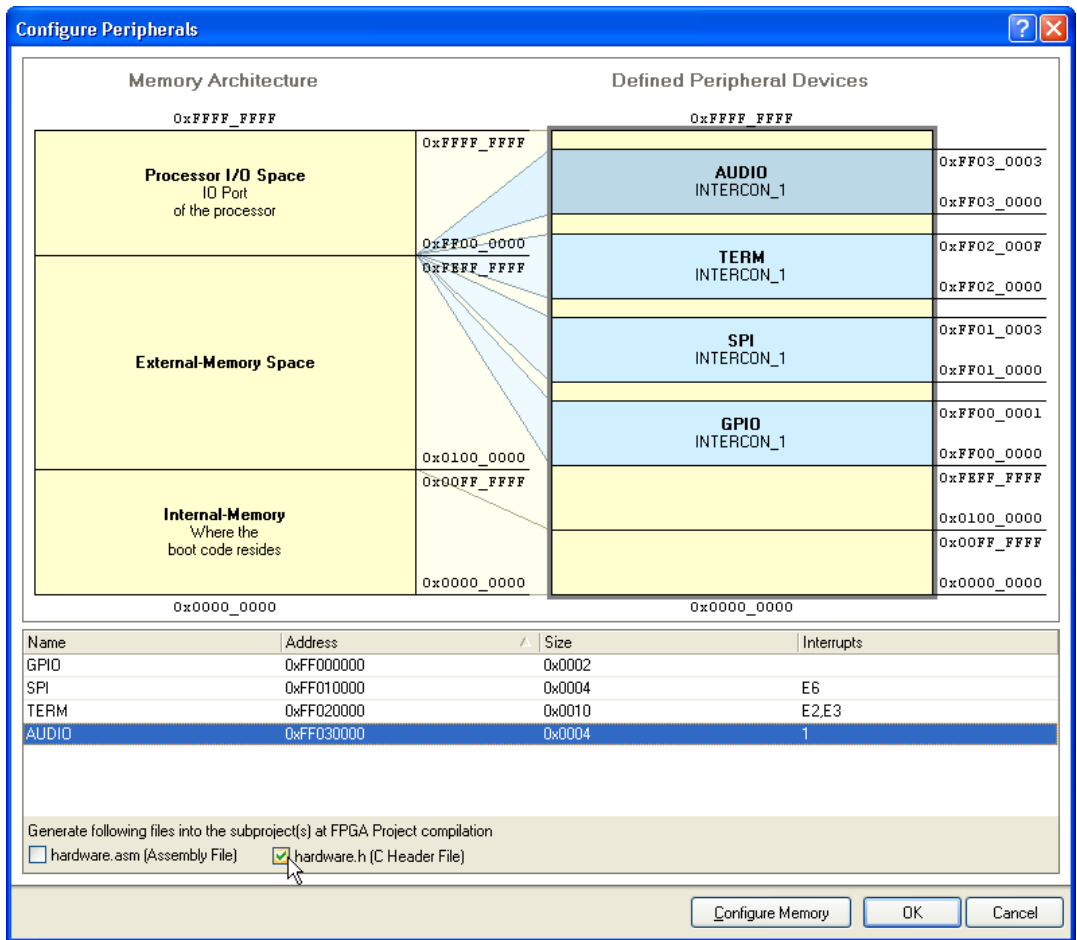 Configure Peripherals
Memory Architecture
Defined Peripheral Devices
0xFFFF_FFFF
0xFFFF_FFFF
0xFFFF_FFFF
Processor I/O Space
IO Port
of the processor
0xFF00_0000
0xFEFF_FFFF
External-Memory Space
0x0100_0000
0x00FF_FFFF
Internal-Memory
Where the
boot code resides
0x0000_0000
0x0000_0000
AUDIO
INTERCON_1
0xFF03_0003
0xFF03_0000
TERM
INTERCON_1
0xFF02_000F
0xFF02_0000
SPI
INTERCON_1
0xFF01_0003
0xFF01_0000
GPIO
INTERCON_1
0xFF00_0001
0xFF00_0000
0xFEFF_FFFF
0x0100_0000
0x00FF_FFFF
0x0000_0000
0x0000_0000
Name Address Size Interrupts
GPIO 0xFF000000 0x0002
SPI 0xFF010000 0x0004 E6
TERM 0xFF020000 0x0010 E2,E3
AUDIO 0xFF030000 0x0004 1
Generate following files into the subproject(s) at FPGA Project compilation
hardware.asm (Assembly File) hardware.h (C Header File)
Configure Memory OK Cancel